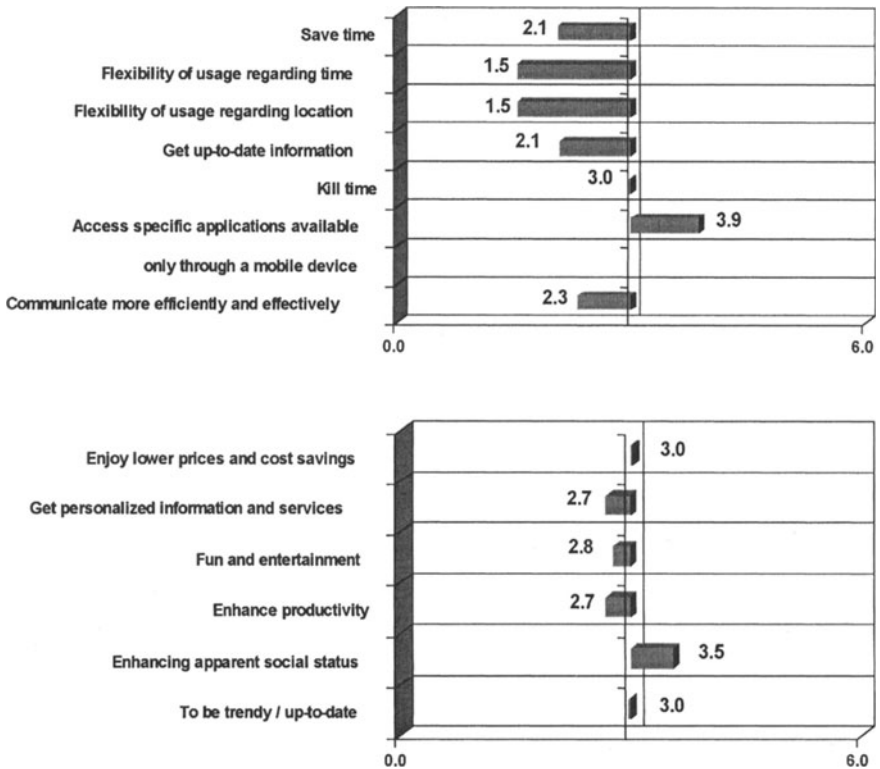 Save time 2.1
Flexibility of usage regarding time 1.5
Flexibility of usage regarding location 1.5
Get up-to-date information 2.1
Kill time 3.0
Access specific applications available 3.9
only through a mobile device
Communicate more efficiently and effectively 2.3
0.0 6.0
Enjoy lower prices and cost savings 3.0
Get personalized information and services 2.7
Fun and entertainment 2.8
Enhance productivity 2.7
Enhancing apparent social status 3.5
To be trendy / up-to-date 3.0
0.0 6.0